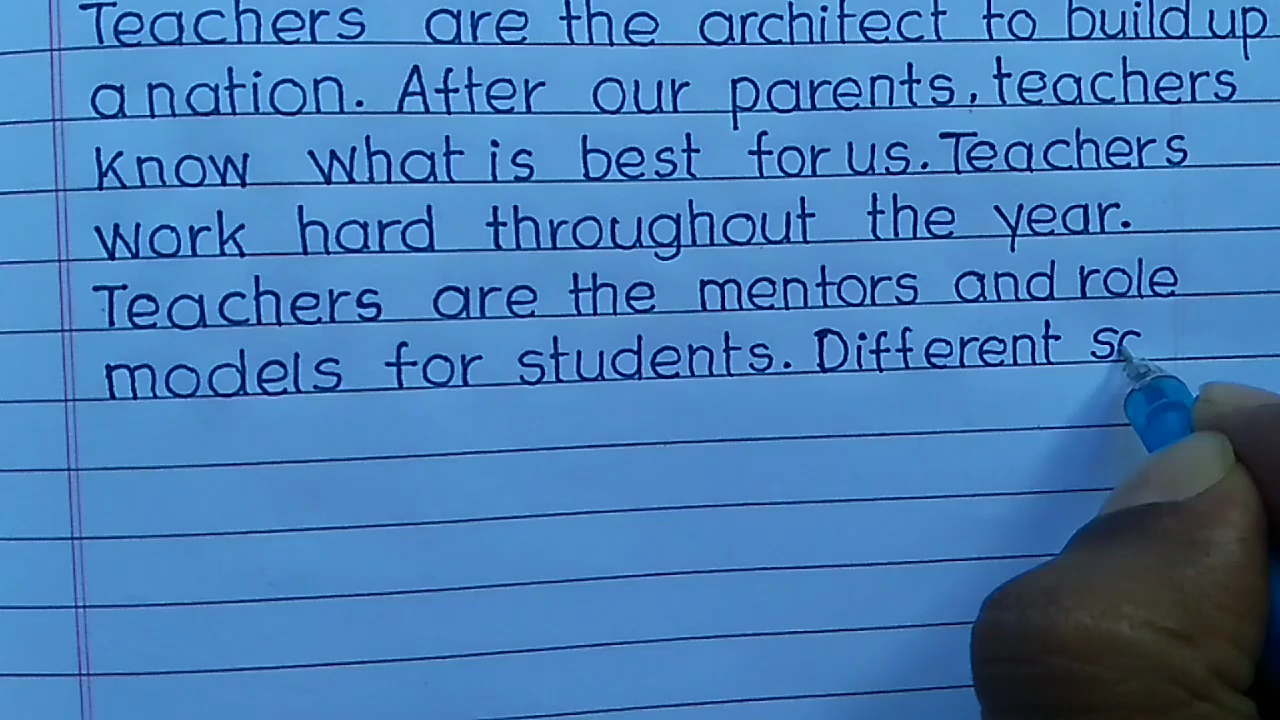 Teachers are the architect to build up
a nation. After our parents, teachers
know what is best for us. Teachers
work hard throughout the year.
Teachers are the mentors and role
models for students. Different sc